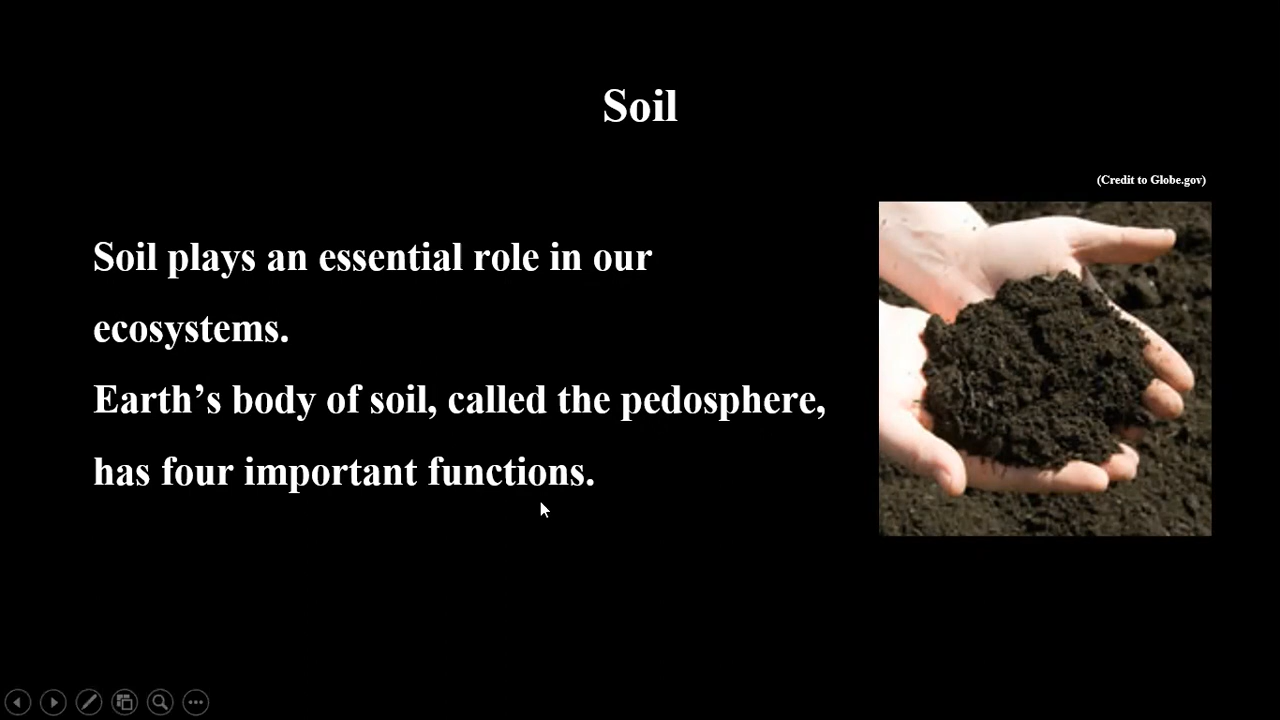 Soil
(Credit to Globe.gov)
Soil plays an essential role in our
ecosystems.
Earth’s body of soil, called the pedosphere,
has four important functions.